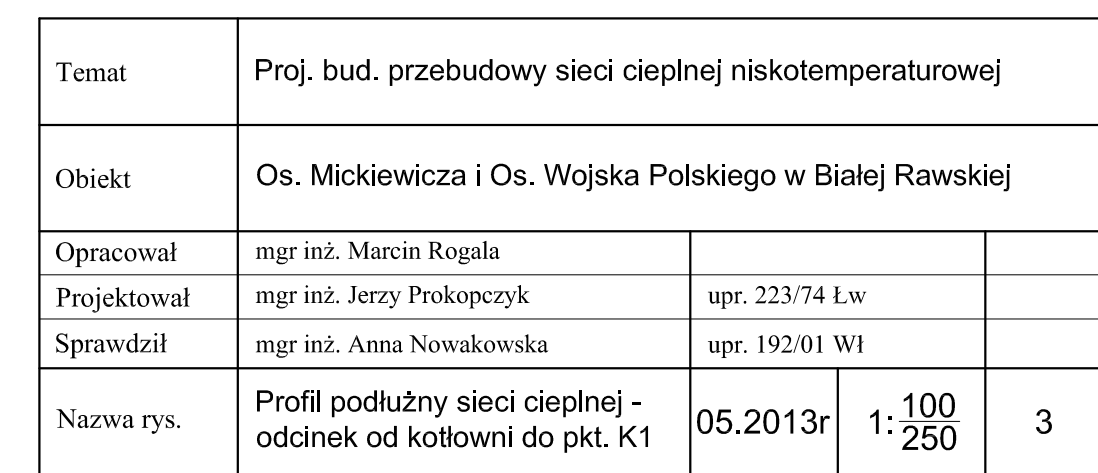 Temat
Proj. bud. przebudowy sieci cieplnej niskotemperaturowej
Obiekt
Os. Mickiewicza i Os. Wojska Polskiego w Białej Rawskiej
Opracował
mgr inż. Marcin Rogala
Projektował
mgr inż. Jerzy Prokopczyk
upr. 223/74 Łw
Sprawdził
mgr inż. Anna Nowakowska
upr. 192/01 Wł
Nazwa rys.
Profil podłużny sieci cieplnej -
odcinek od kotłowni do pkt. K1
05.2013r
1: 100
250
3